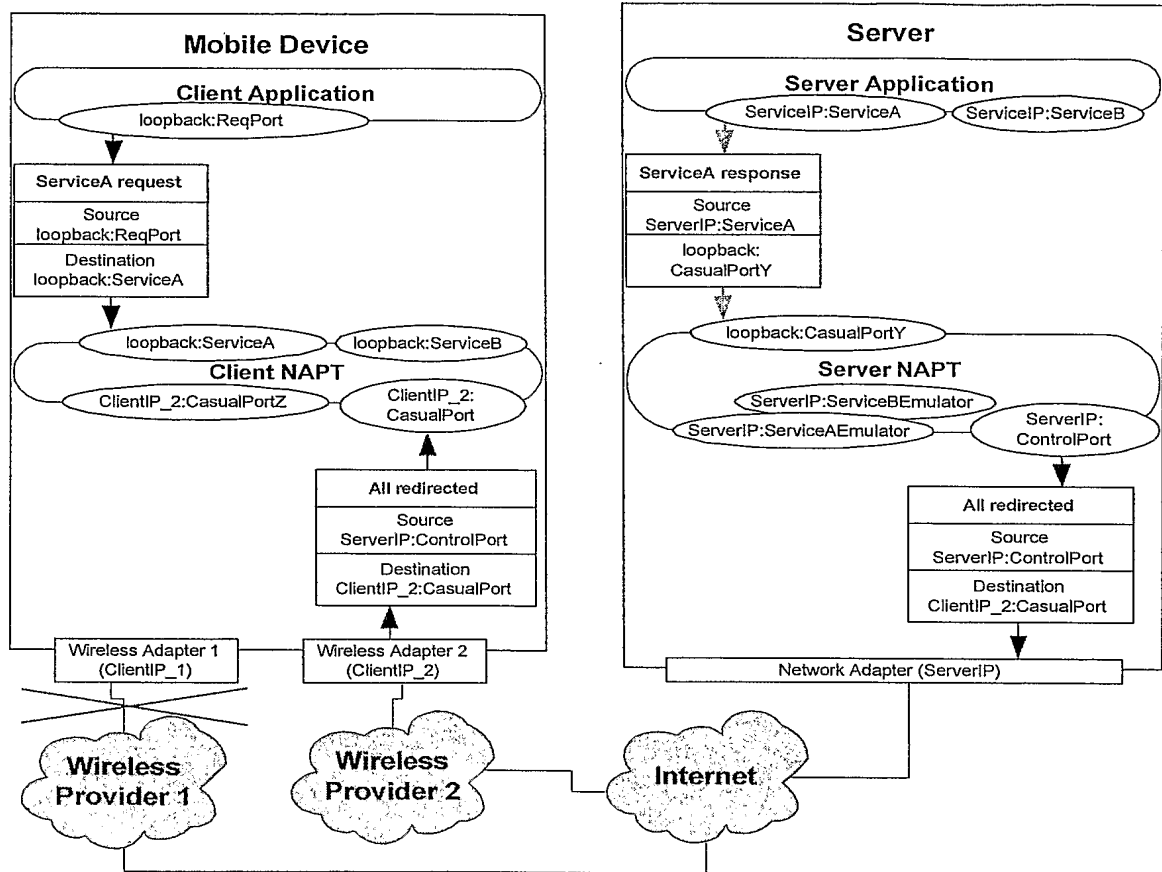 Mobile Device
Client Application
loopback:ReqPort
ServiceA request
Source
loopback:ReqPort
Destination
loopback:ServiceA
loopback:ServiceA
loopback:ServiceB
Client NAPT
ClientIP_2:CasualPortZ
ClientIP_2:
CasualPort
All redirected
Source
ServerIP:ControlPort
Destination
ClientIP_2:CasualPort
Wireless Adapter 1
(ClientIP_1)
Wireless Adapter 2
(ClientIP_2)
Wireless
Provider 1
Wireless
Provider 2
Server
Server Application
ServiceIP:ServiceA
ServiceIP:ServiceB
ServiceA response
Source
ServerIP:ServiceA
loopback:
CasualPortY
loopback:CasualPortY
Server NAPT
ServerIP:ServiceBEmulator
ServerIP:ServiceAEmulator
ServerIP:
ControlPort
All redirected
Source
ServerIP:ControlPort
Destination
ClientIP_2:CasualPort
Network Adapter (ServerIP)
Internet